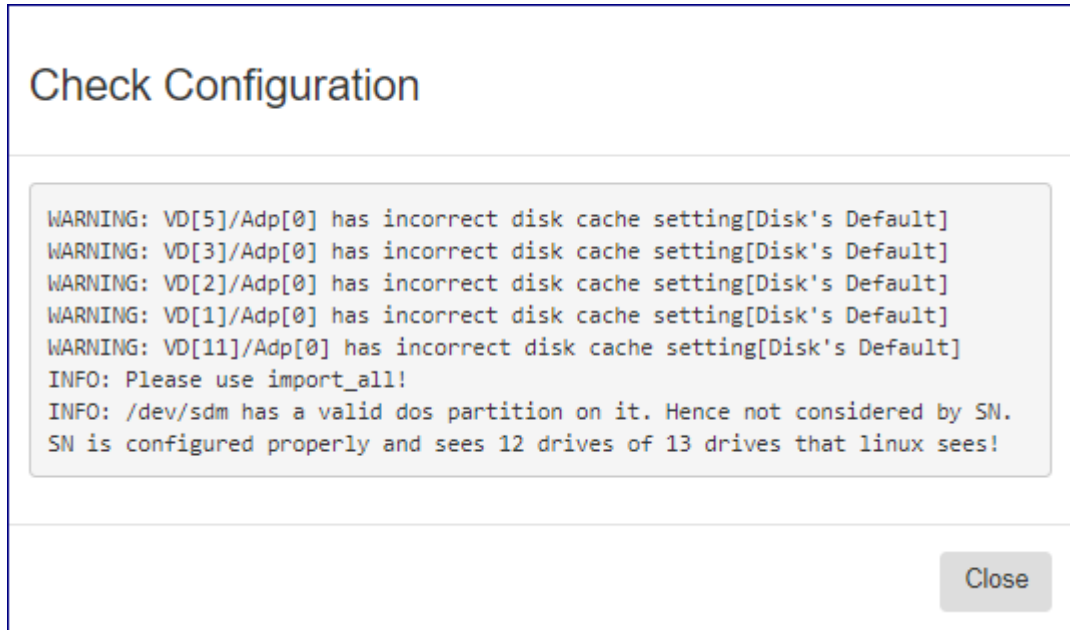 Check Configuration
WARNING: VD[5]/Adp[0] has incorrect disk cache setting[Disk's Default]
WARNING: VD[3]/Adp[0] has incorrect disk cache setting[Disk's Default]
WARNING: VD[2]/Adp[0] has incorrect disk cache setting[Disk's Default]
WARNING: VD[1]/Adp[0] has incorrect disk cache setting[Disk's Default]
WARNING: VD[11]/Adp[0] has incorrect disk cache setting[Disk's Default]
INFO: Please use import_all!
INFO: /dev/sdm has a valid dos partition on it. Hence not considered by SN.
SN is configured properly and sees 12 drives of 13 drives that linux sees!
Close